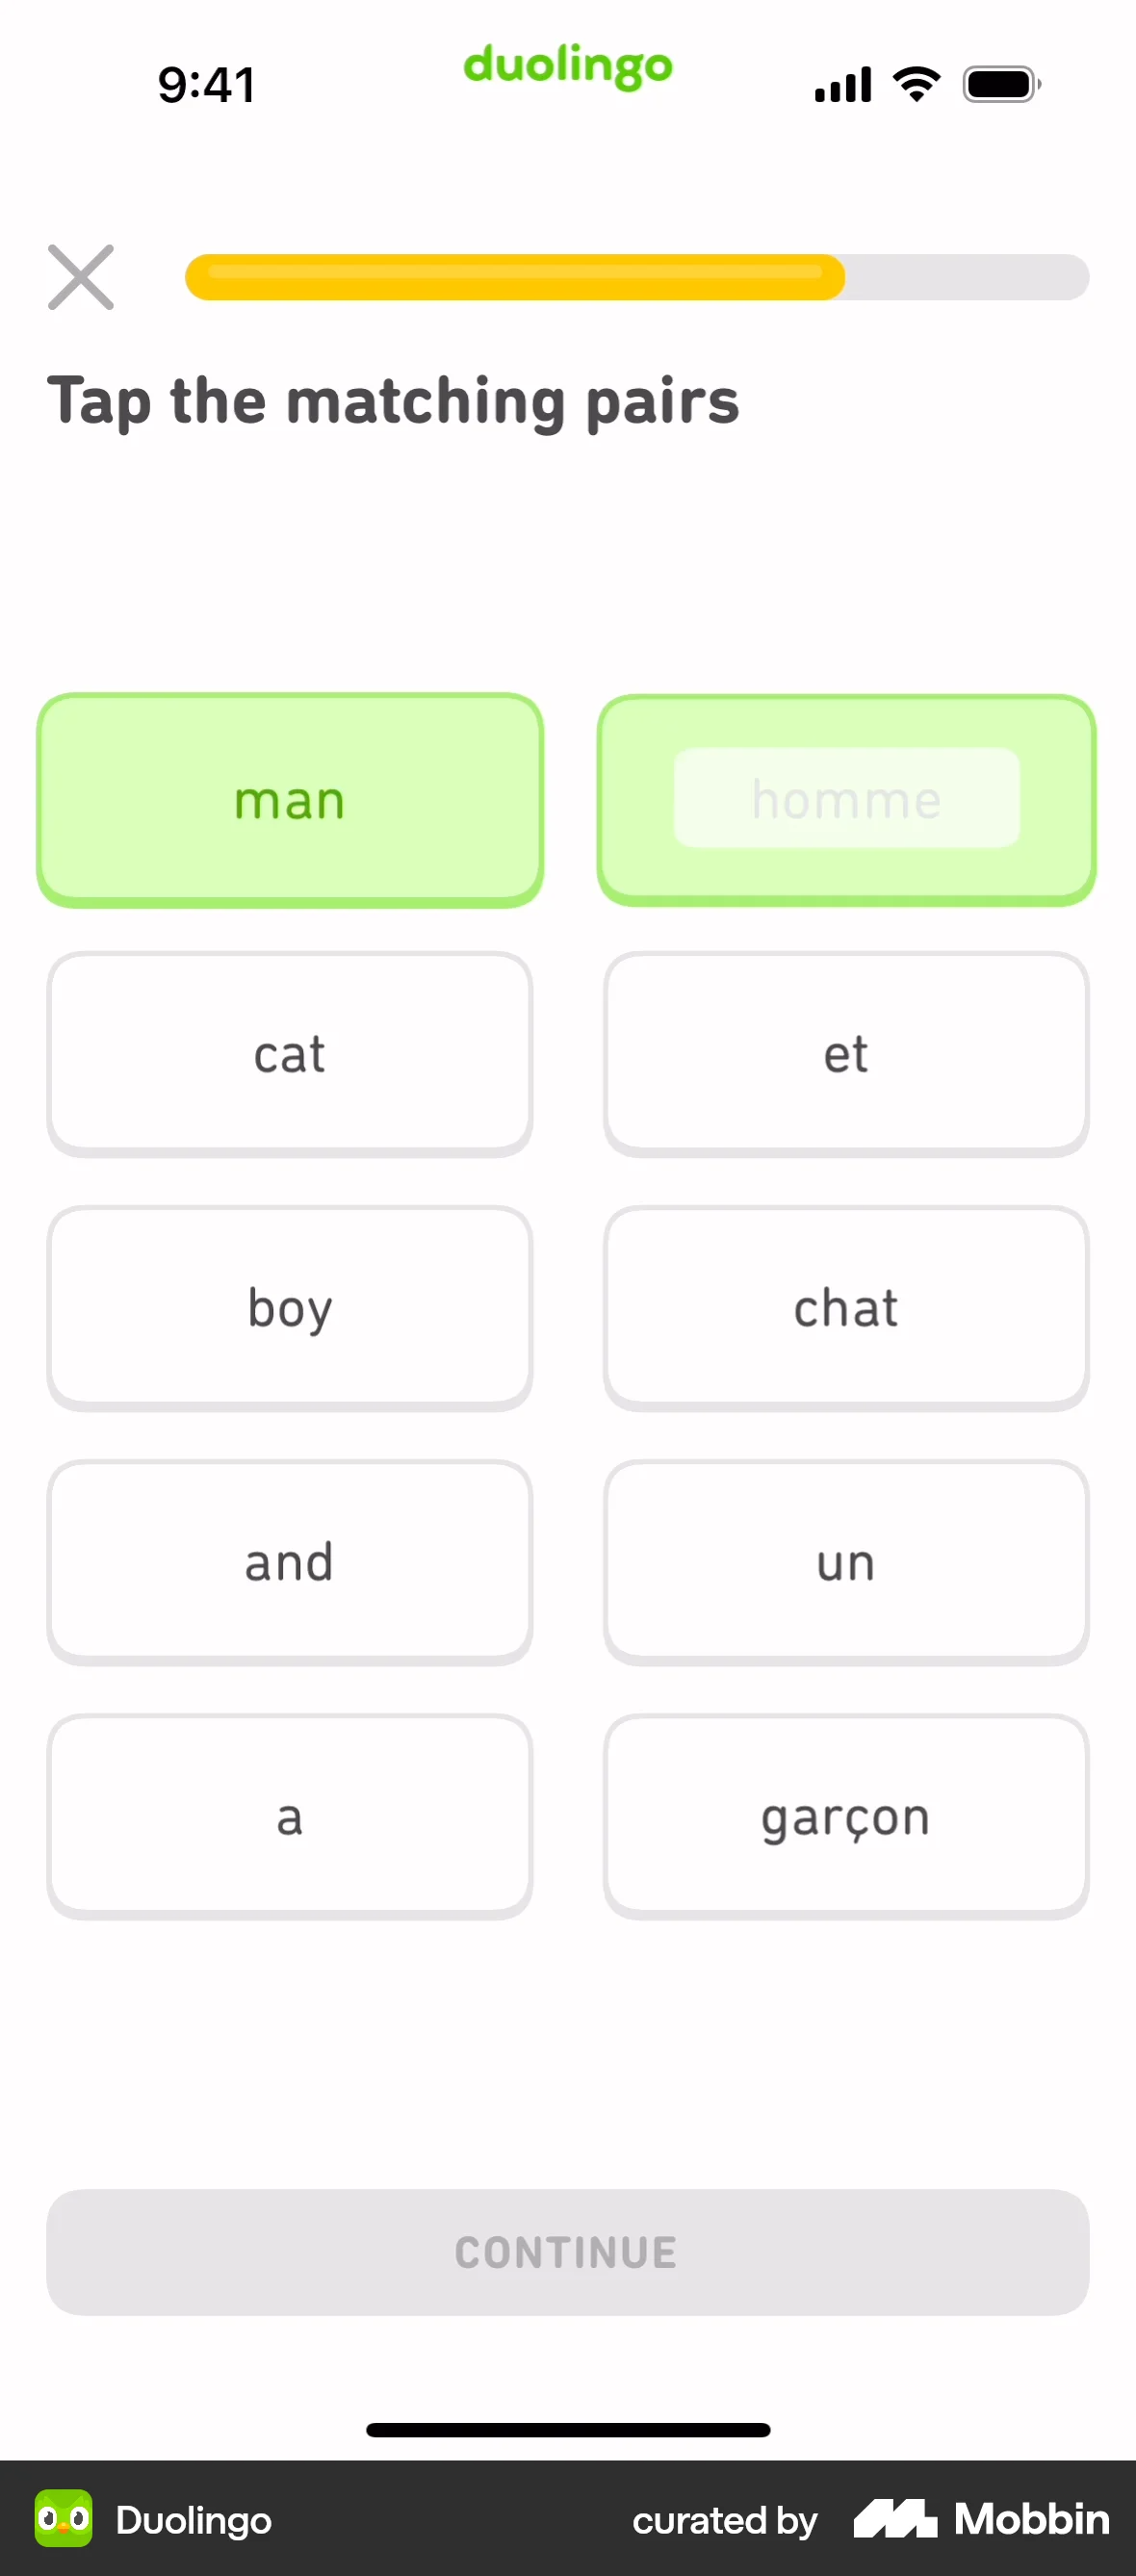 9:41
duolingo
Tap the matching pairs
man homme
cat et
boy chat
and un
a garçon
CONTINUE
Duolingo curated by Mobbin